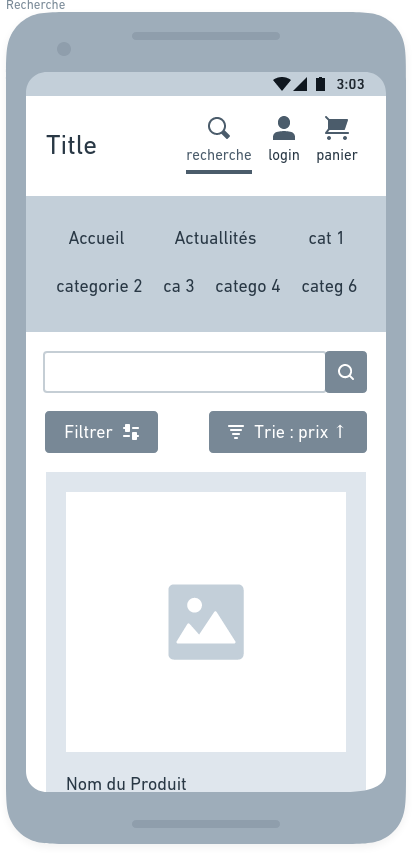 Recherche
3:03
Title
recherche login panier
Accueil Actuallités cat 1
categorie 2 ca 3 catego 4 categ 6
Filtrer Trie : prix ↑
Nom du Produit